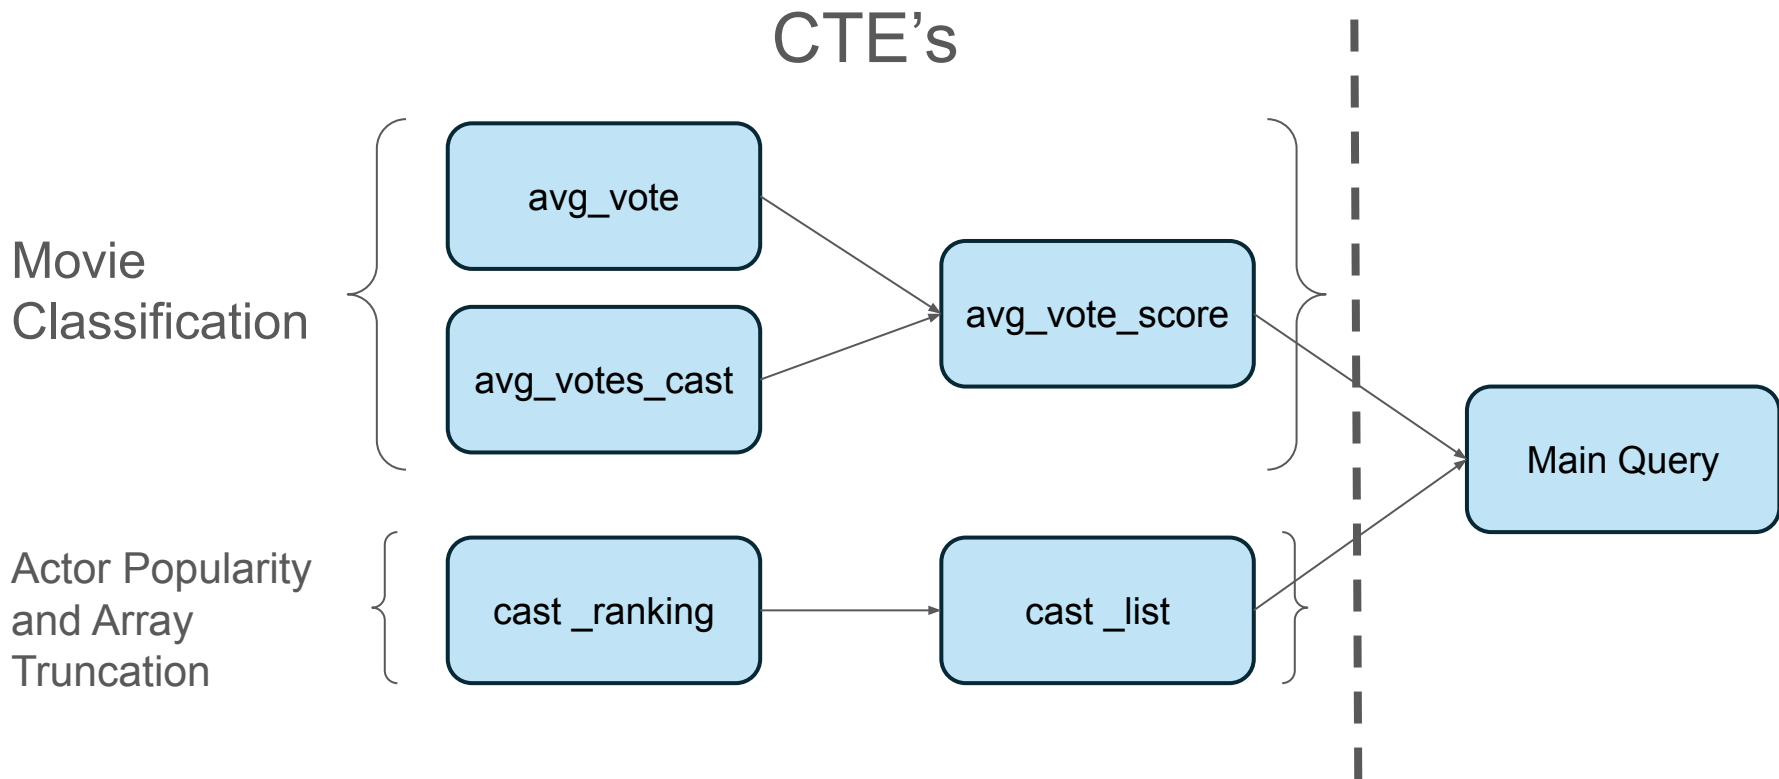 CTE’s
Movie
Classification
avg_vote
avg_votes_cast
avg_vote_score
Main Query
Actor Popularity
and Array
Truncation
cast _ranking
cast _list